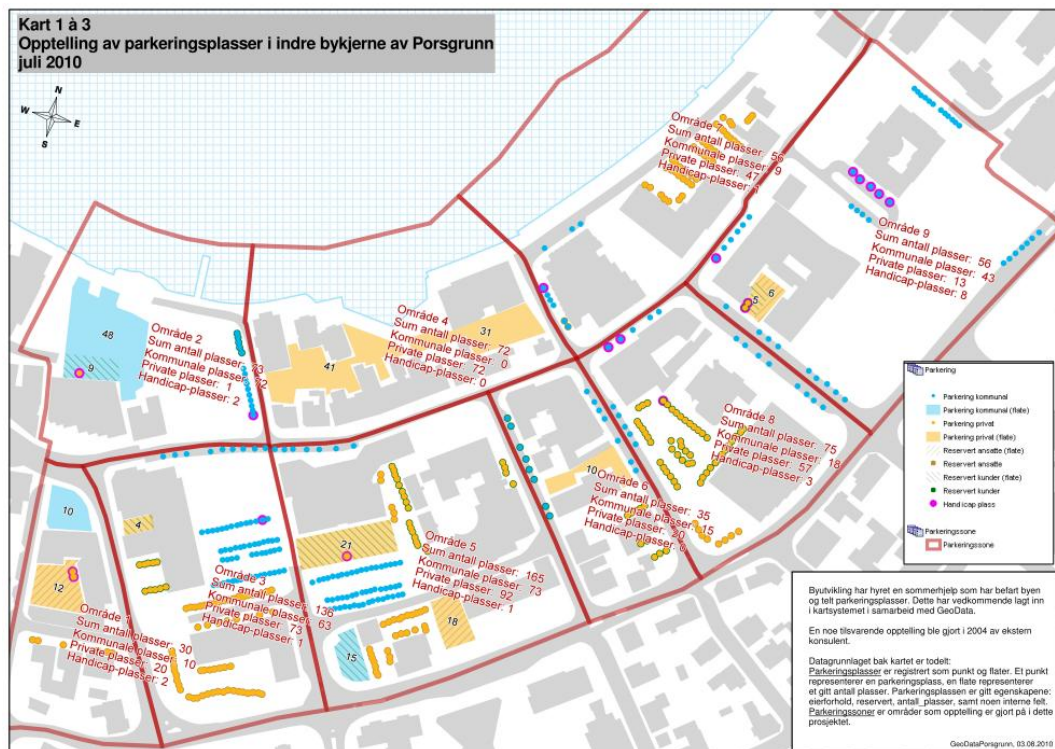 Kart 1 à 3
Opptelling av parkeringsplasser i indre bykjerne av Porsgrunn
juli 2010
N
W
E
S
Område 7
Sum antall plasser: 56
Kommunale plasser: 9
Private plasser: 47
Handicap-plasser: 1
Område 9
Sum antall plasser: 56
Kommunale plasser: 43
Private plasser: 13
Handicap-plasser: 8
6
5
48
9
Område 2
Sum antall plasser: 73
Kommunale plasser: 72
Private plasser: 1
Handicap-plasser: 2
Område 4
Sum antall plasser: 72
Kommunale plasser: 0
Private plasser: 72
Handicap-plasser: 0
31
41
Område 8
Sum antall plasser: 75
Kommunale plasser: 18
Private plasser: 57
Handicap-plasser: 3
10
Område 6
Sum antall plasser: 35
Kommunale plasser: 15
Private plasser: 20
Handicap-plasser: 0
10
4
21
Område 5
Sum antall plasser: 165
Kommunale plasser: 73
Private plasser: 92
Handicap-plasser: 1
Område 3
Sum antall plasser: 136
Kommunale plasser: 63
Private plasser: 73
Handicap-plasser: 1
12
Område 1
Sum antall plasser: 30
Kommunale plasser: 10
Private plasser: 20
Handicap-plasser: 2
18
15
Parkering
Parkering kommunal
Parkering kommunal (flate)
Parkering privat
Parkering privat (flate)
Reservert ansatte (flate)
Reservert ansatte
Reservert kunder (flate)
Reservert kunder
Handicap plass
Parkeringssone
Parkeringssone
Byutvikling har hyret en sommerhjelp som har befart byen
og telt parkeringsplasser. Dette har vedkommende lagt inn
i kartsystemet i samarbeid med GeoData.
En noe tilsvarende opptelling ble gjort i 2004 av ekstern
konsulent.
Datagrunnlaget bak kartet er todelt:
Parkeringsplasser er registrert som punkt og flater. Et punkt
representerer en parkeringsplass, en flate representerer
et gitt antall plasser. Parkeringsplassen er gitt egenskapene:
eierforhold, reservert, antall_plasser, samt noen interne felt.
Parkeringssoner er områder som opptelling er gjort på i dette
prosjektet.
GeoDataPorsgrunn, 03.08.2010